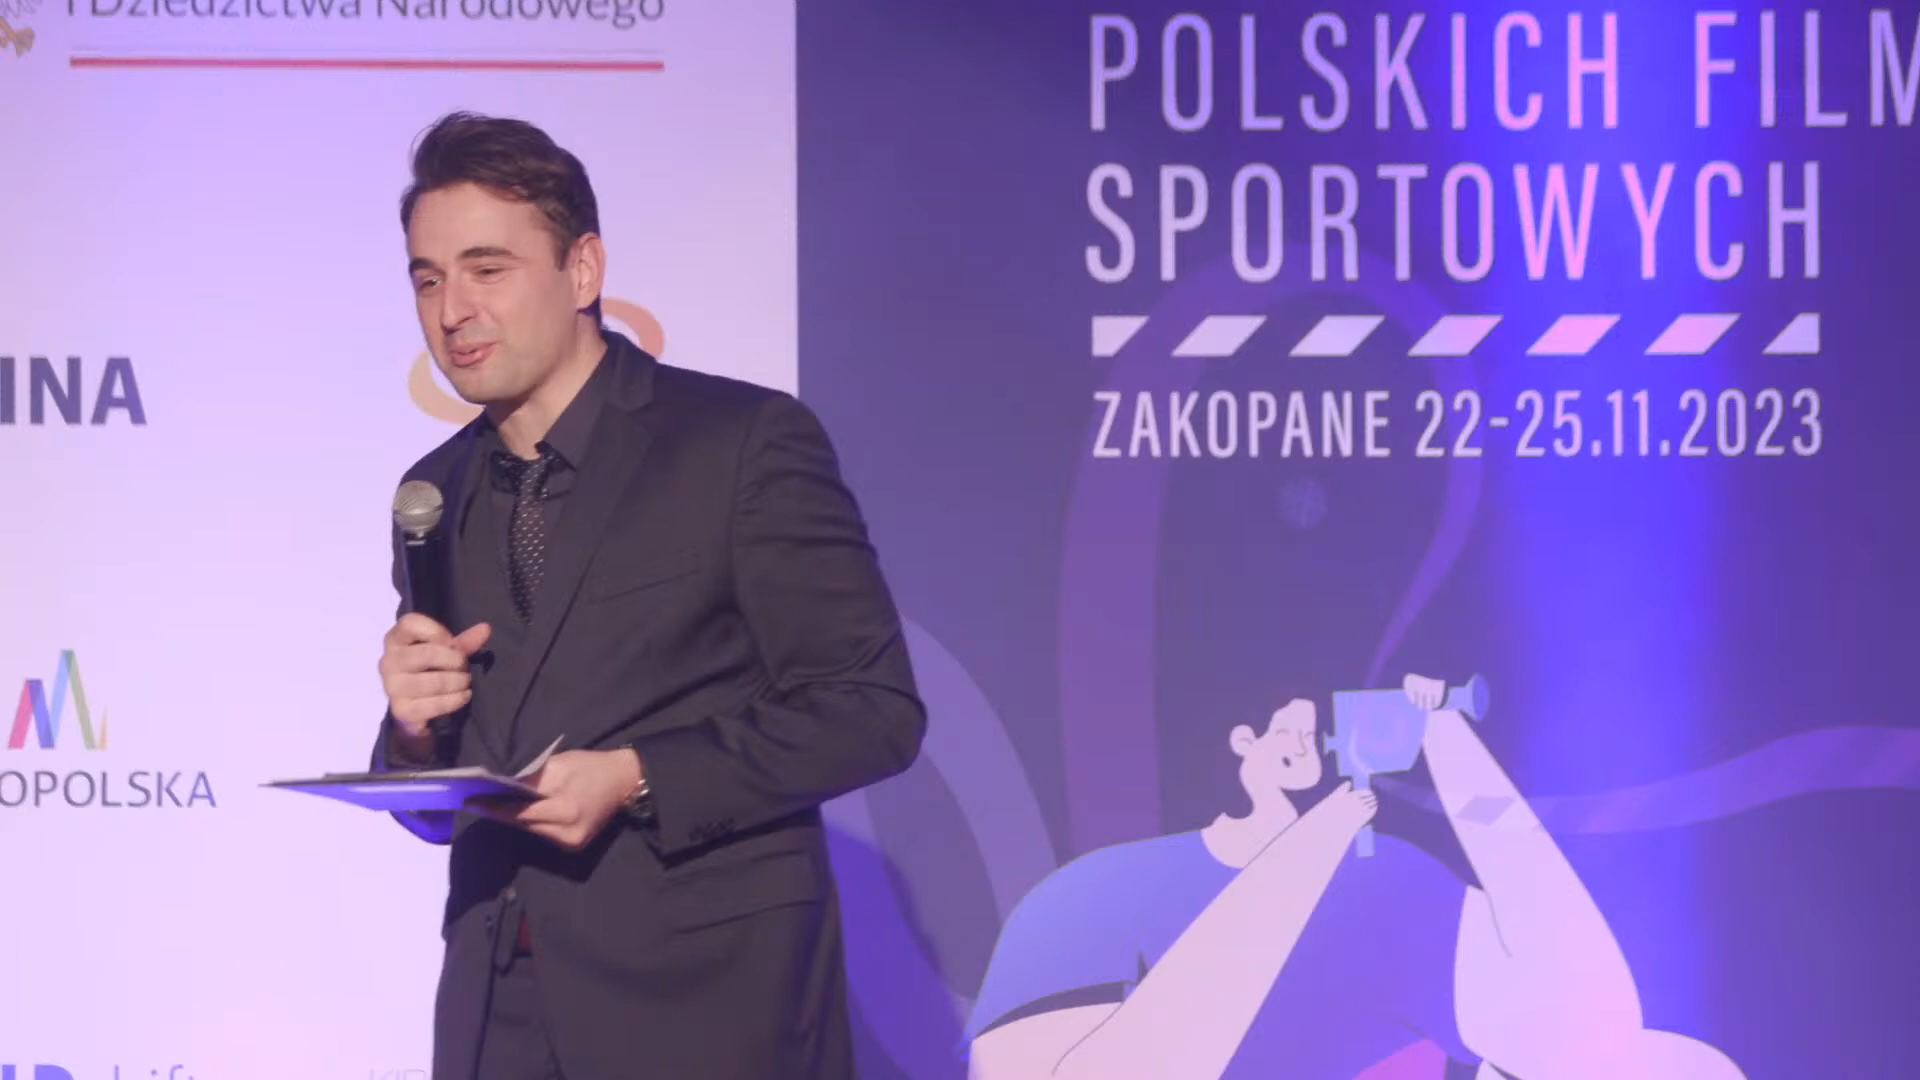 i Dziedzictwa Narodowego
INA
OPOLSKA
POLSKICH FILM
SPORTOWYCH
ZAKOPANE 22-25.11.2023